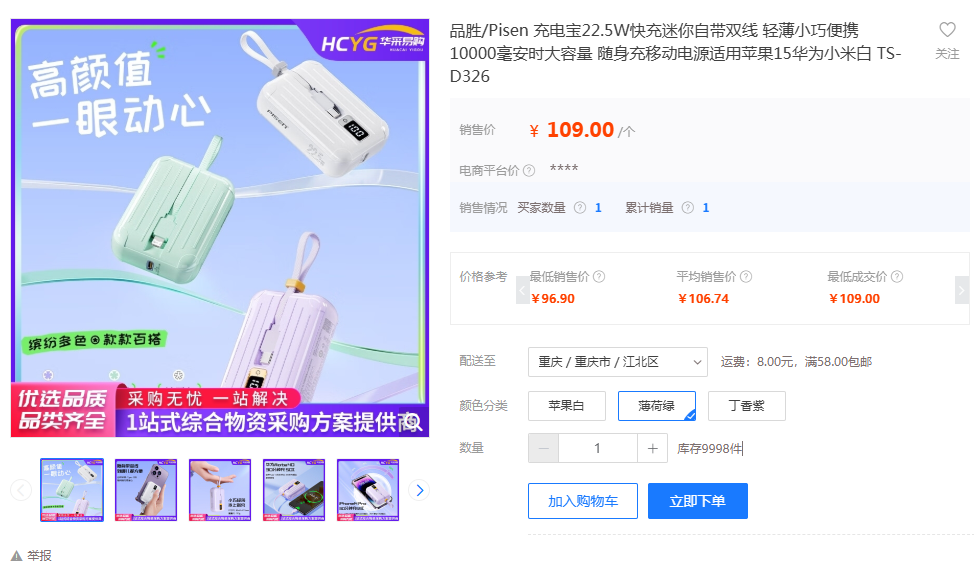 HCYG 华采易购
高颜值
一眼动心
PISEN
100
缤纷多色 款款百搭
优选品质
品类齐全
采购无忧 一站解决
1站式综合物资采购方案提供商
举报
品胜/Pisen 充电宝22.5W快充迷你自带双线 轻薄小巧便携
10000毫安时大容量 随身充移动电源适用苹果15华为小米白 TS-
D326
关注
销售价 ¥ 109.00 /个
电商平台价 ? ****
销售情况 买家数量 ? 1 累计销量 ? 1
价格参考 最低销售价 ? 平均销售价 ? 最低成交价 ?
¥96.90 ¥106.74 ¥109.00
配送至 重庆 / 重庆市 / 江北区 运费：8.00元，满58.00包邮
颜色分类 苹果白 薄荷绿 丁香紫
数量 — 1 + 库存9998件
加入购物车 立即下单